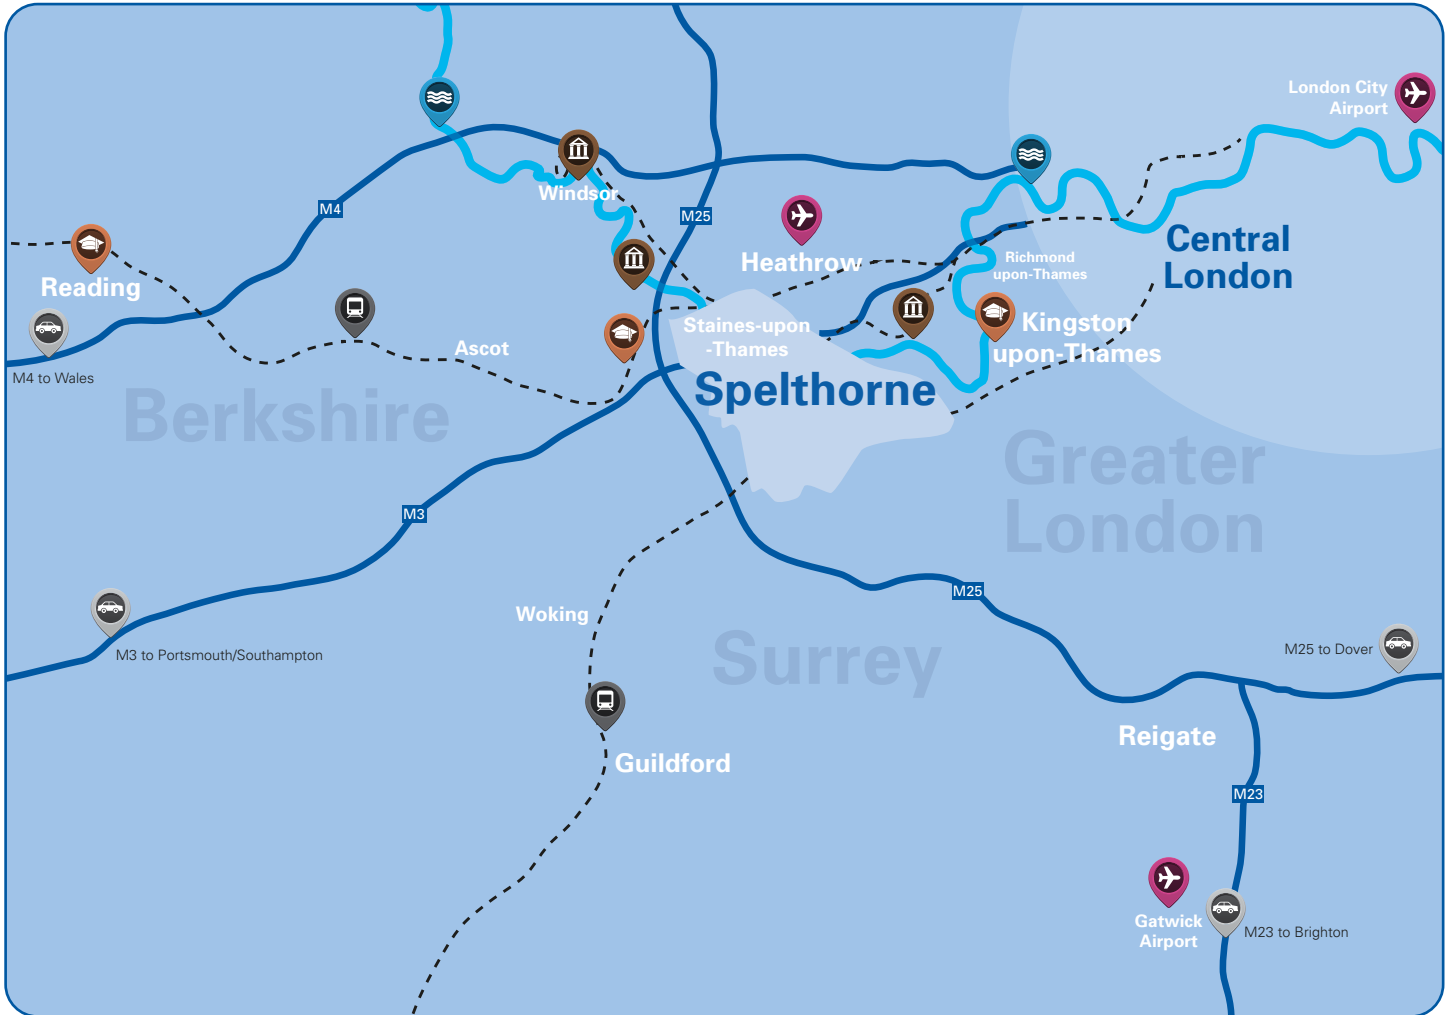 London City
Airport
Windsor
M4
M25
Heathrow
Central
London
Richmond
upon-Thames
Reading
Staines-upon
-Thames
Kingston
upon-Thames
Ascot
M4 to Wales
Spelthorne
Berkshire
Greater
London
M3
M25
Woking
M3 to Portsmouth/Southampton
Surrey
M25 to Dover
Reigate
Guildford
M23
Gatwick
Airport
M23 to Brighton